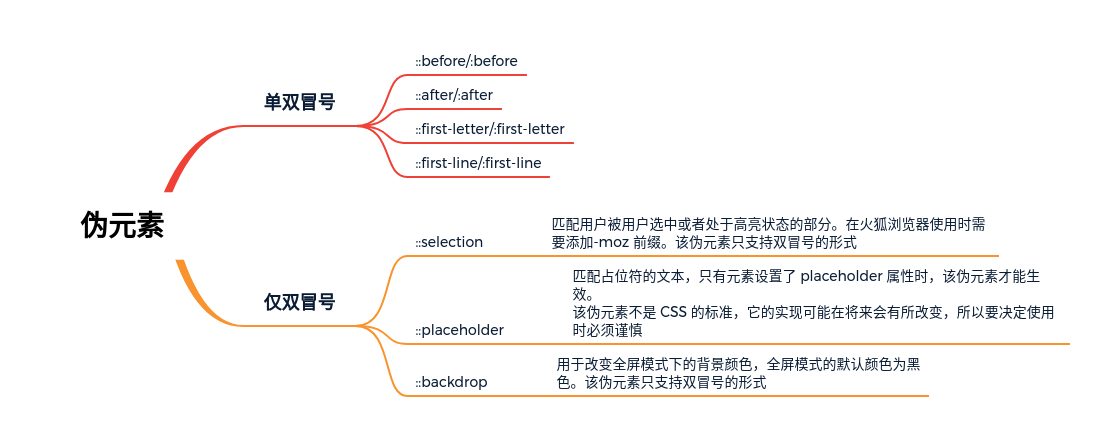 伪元素
单双冒号
::before/:before
::after/:after
::first-letter/:first-letter
::first-line/:first-line
仅双冒号
::selection
匹配用户被用户选中或者处于高亮状态的部分。在火狐浏览器使用时需
要添加-moz 前缀。该伪元素只支持双冒号的形式
::placeholder
匹配占位符的文本，只有元素设置了 placeholder 属性时，该伪元素才能生
效。
该伪元素不是 CSS 的标准，它的实现可能在将来会有所改变，所以要决定使用
时必须谨慎
::backdrop
用于改变全屏模式下的背景颜色，全屏模式的默认颜色为黑
色。该伪元素只支持双冒号的形式